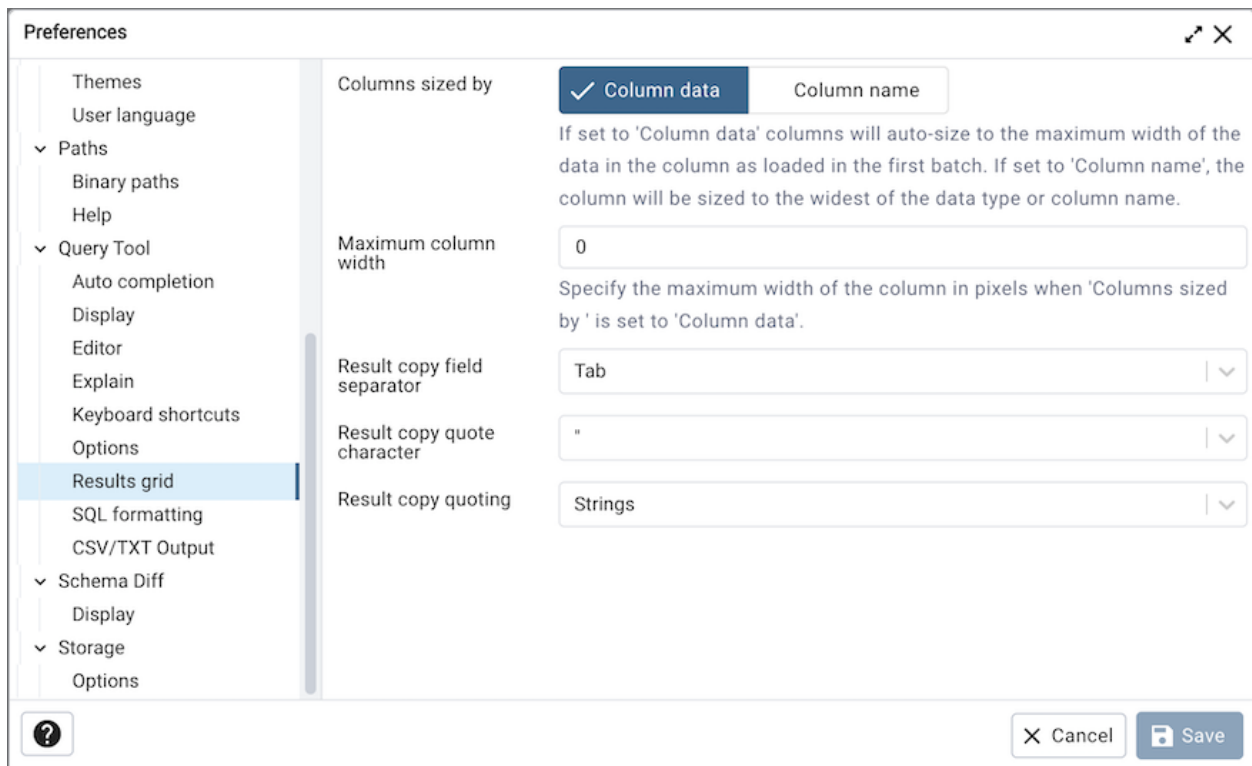 Preferences
Themes
User language
Paths
Binary paths
Help
Query Tool
Auto completion
Display
Editor
Explain
Keyboard shortcuts
Options
Results grid
SQL formatting
CSV/TXT Output
Schema Diff
Display
Storage
Options
Columns sized by
Column data
Column name
If set to 'Column data' columns will auto-size to the maximum width of the
data in the column as loaded in the first batch. If set to 'Column name', the
column will be sized to the widest of the data type or column name.
Maximum column
width
0
Specify the maximum width of the column in pixels when 'Columns sized
by ' is set to 'Column data'.
Result copy field
separator
Tab
Result copy quote
character
"
Result copy quoting
Strings
?
Cancel
Save